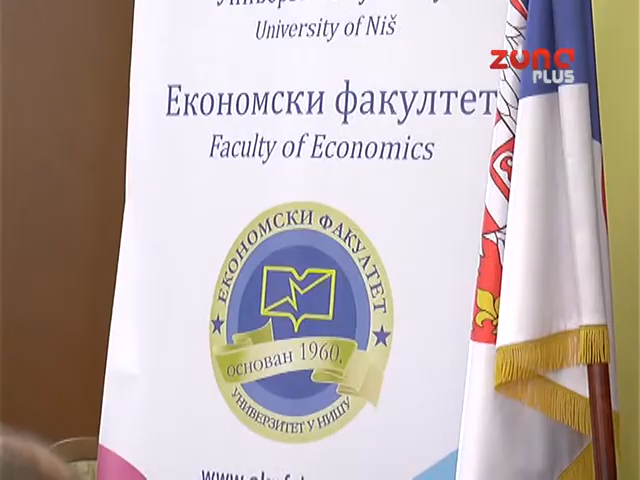 University of Niš
zona
PLUS
Економски факултет
Faculty of Economics
ЕКОНОМСКИ ФАКУЛТЕТ
основан 1960.
УНИВЕРЗИТЕТ У НИШУ